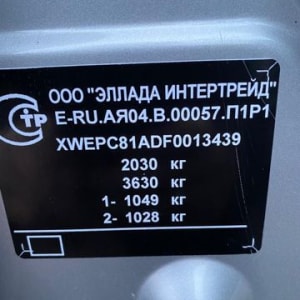 ООО "ЭЛЛАДА ИНТЕРТРЕЙД"
E-RU.АЯ04.В.00057.П1Р1
XWEPC81ADF0013439
2030 кг
3630 кг
1- 1049 кг
2- 1028 кг